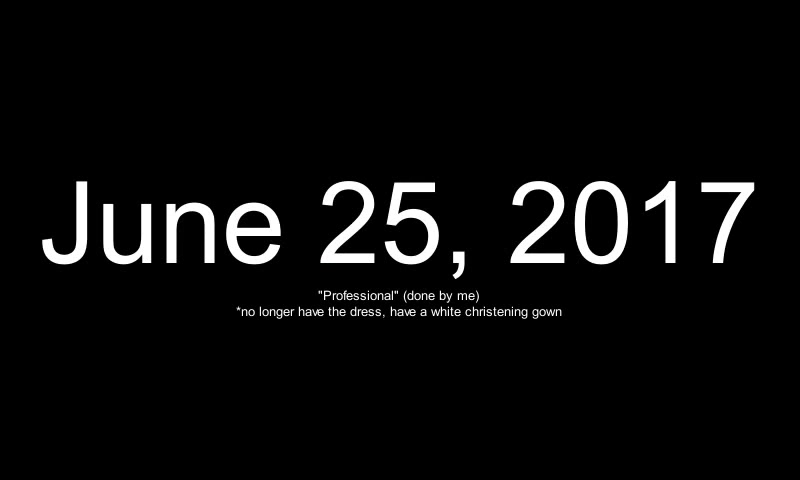 June 25, 2017
"Professional" (done by me)
*no longer have the dress, have a white christening gown